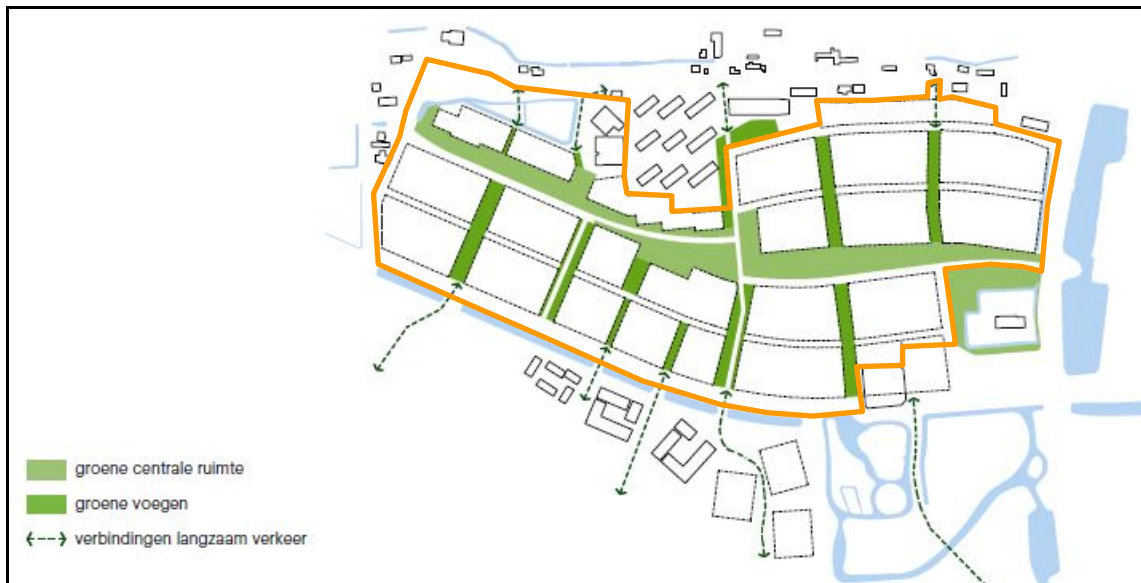 groene centrale ruimte
groene voegen
verbindingen langzaam verkeer